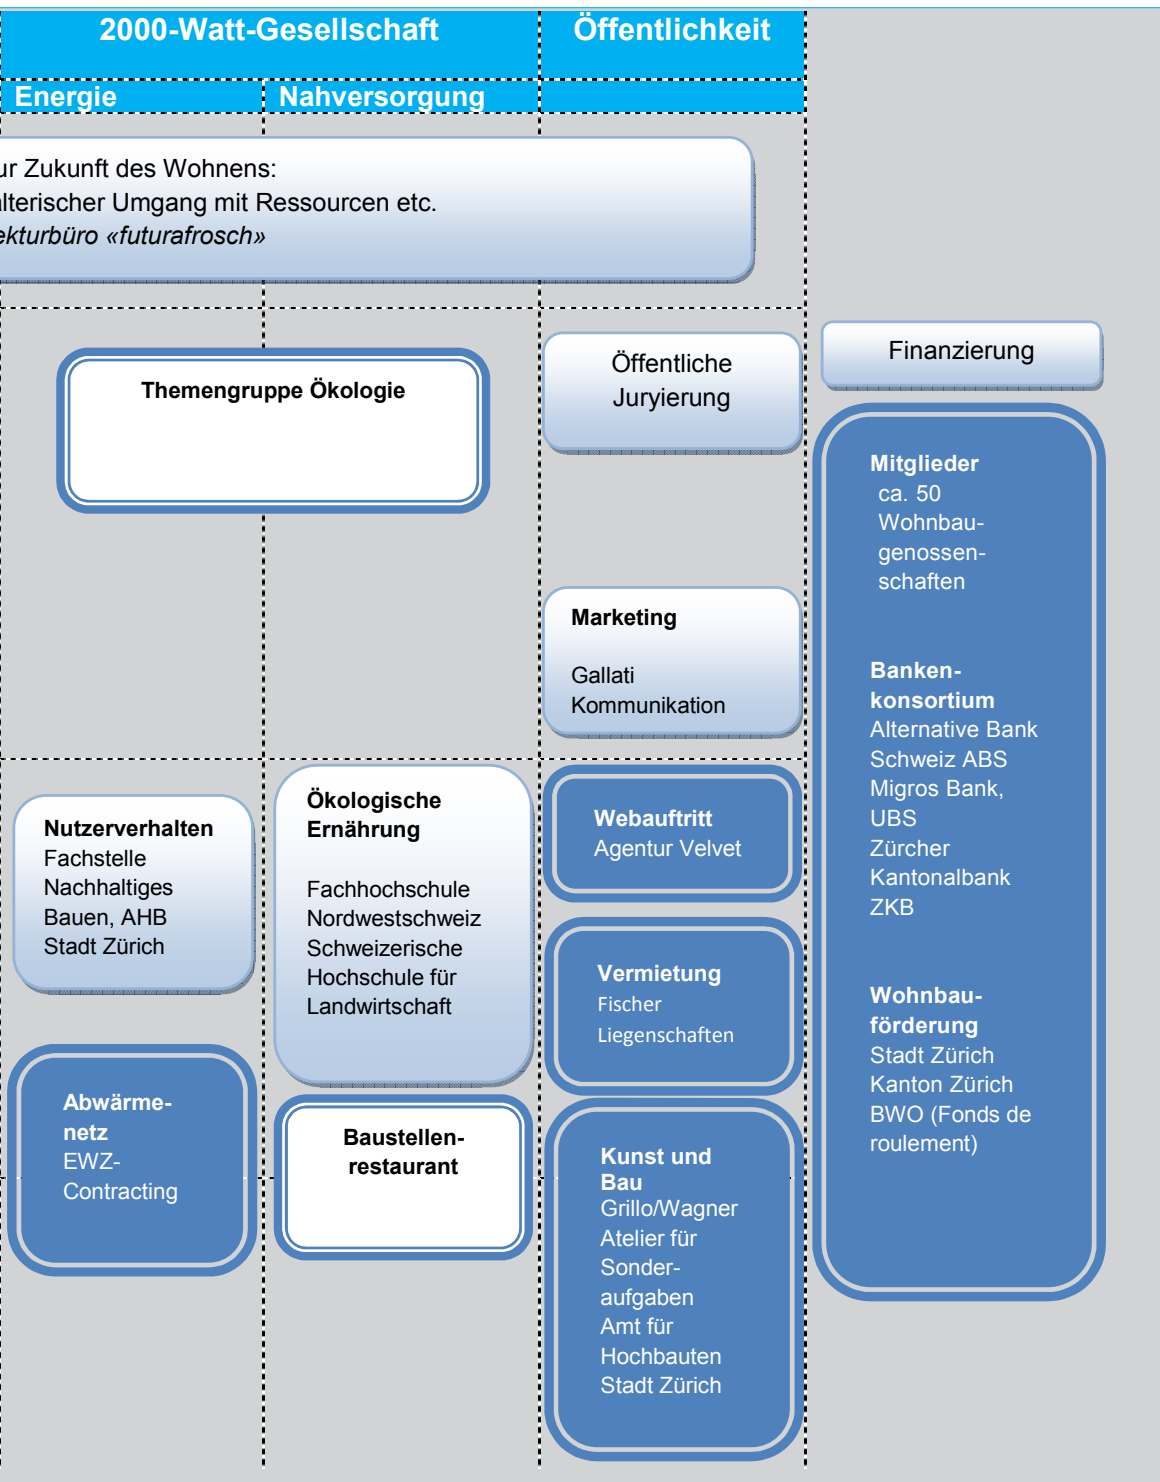 2000-Watt-Gesellschaft
Öffentlichkeit
Energie
Nahversorgung
ur Zukunft des Wohnens:
alterischer Umgang mit Ressourcen etc.
ekturbüro «futurafrosch»
Themengruppe Ökologie
Öffentliche
Juryierung
Marketing
Gallati
Kommunikation
Nutzerverhalten
Fachstelle
Nachhaltiges
Bauen, AHB
Stadt Zürich
Ökologische
Ernährung
Fachhochschule
Nordwestschweiz
Schweizerische
Hochschule für
Landwirtschaft
Webauftritt
Agentur Velvet
Vermietung
Fischer
Liegenschaften
Abwärme-
netz
EWZ-
Contracting
Baustellen-
restaurant
Kunst und
Bau
Grillo/Wagner
Atelier für
Sonder-
aufgaben
Amt für
Hochbauten
Stadt Zürich
Finanzierung
Mitglieder
ca. 50
Wohnbau-
genossen-
schaften
Banken-
konsortium
Alternative Bank
Schweiz ABS
Migros Bank,
UBS
Zürcher
Kantonalbank
ZKB
Wohnbau-
förderung
Stadt Zürich
Kanton Zürich
BWO (Fonds de
roulement)